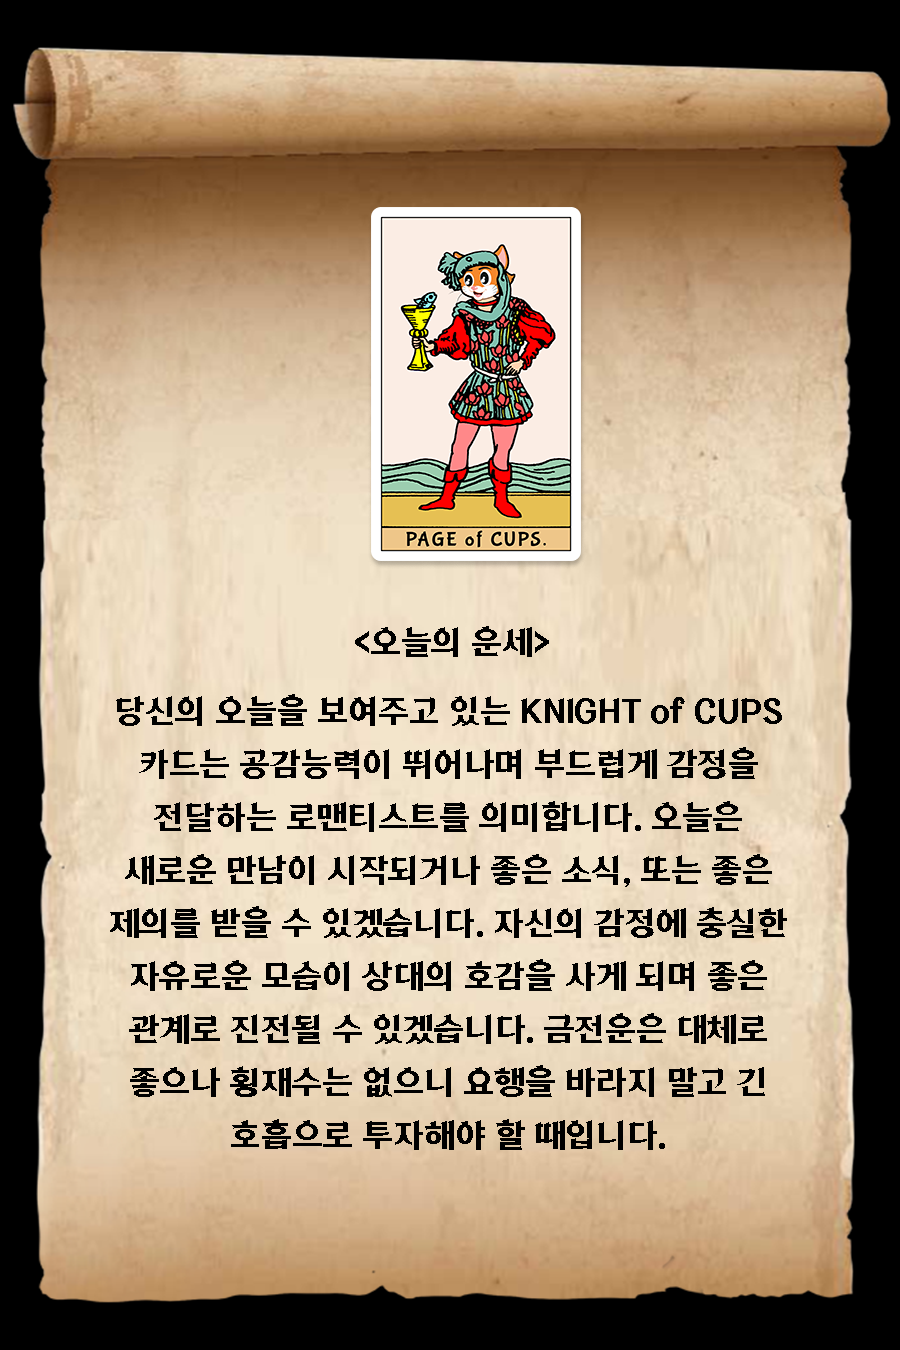 PAGE of CUPS.
<오늘의 운세>
당신의 오늘을 보여주고 있는 KNIGHT of CUPS
카드는 공감능력이 뛰어나며 부드럽게 감정을
전달하는 로맨티스트를 의미합니다. 오늘은
새로운 만남이 시작되거나 좋은 소식, 또는 좋은
제의를 받을 수 있겠습니다. 자신의 감정에 충실한
자유로운 모습이 상대의 호감을 사게 되며 좋은
관계로 진전될 수 있겠습니다. 금전운은 대체로
좋으나 횡재수는 없으니 요행을 바라지 말고 긴
호흡으로 투자해야 할 때입니다.